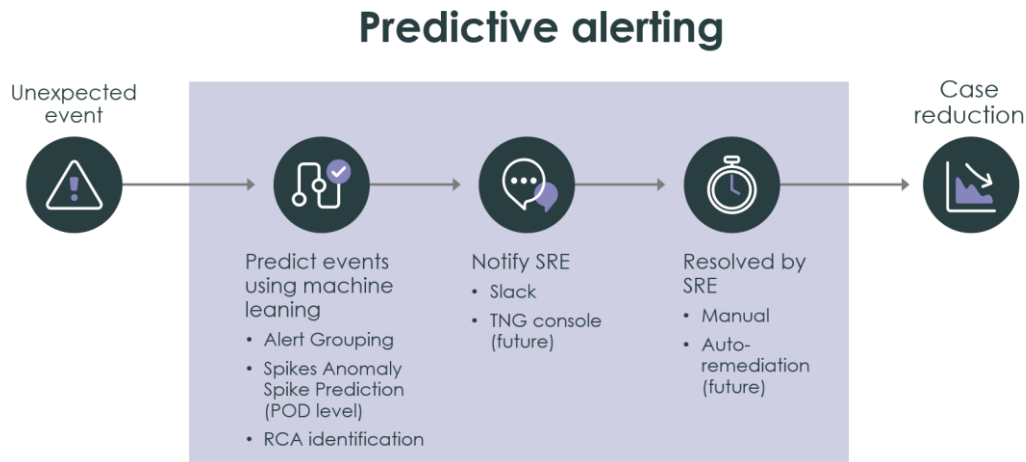 Predictive alerting
Unexpected
event
Predict events
using machine
leaning
• Alert Grouping
• Spikes Anomaly
Spike Prediction
(POD level)
• RCA identification
Notify SRE
• Slack
• TNG console
(future)
Resolved by
SRE
• Manual
• Auto-
remediation
(future)
Case
reduction